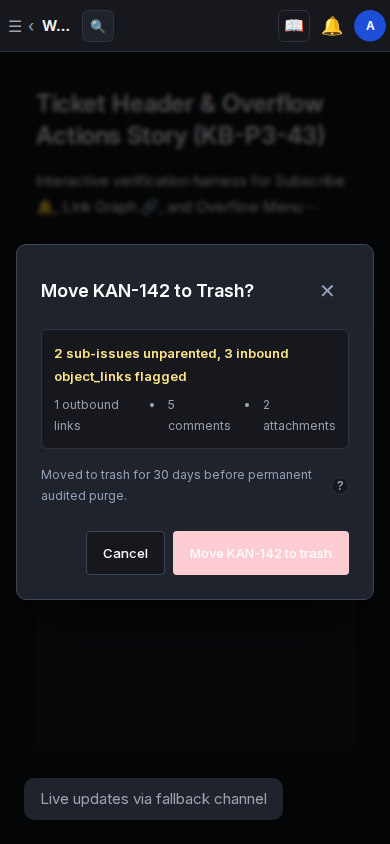 W...
A
Ticket Header & Overflow
Actions Story (KB-P3-43)
Interactive verification harness for Subscribe
🔔, Link Graph 🔗, and Overflow Menu ⋯
Move KAN-142 to Trash?
2 sub-issues unparented, 3 inbound
object_links flagged
1 outbound links • 5 comments • 2 attachments
Moved to trash for 30 days before permanent
audited purge.
?
Cancel
Move KAN-142 to trash
Live updates via fallback channel